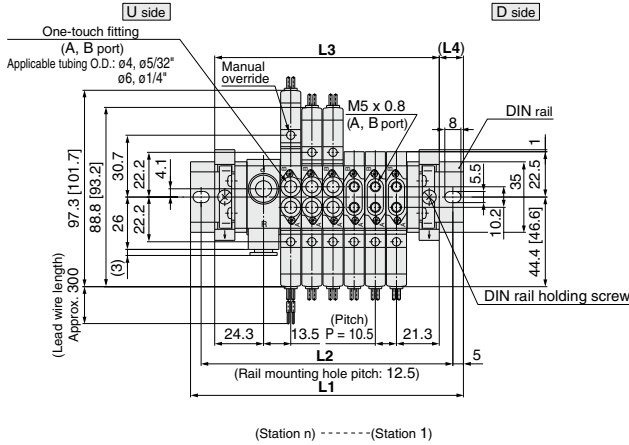 U side
D side
One-touch fitting
(A, B port)
Applicable tubing O.D.: ø4, ø5/32"
ø6, ø1/4"
Manual
override
L3
(L4)
M5 x 0.8
(A, B port)
8
DIN rail
97.3 [101.7]
88.8 [93.2]
30.7
22.2
4.1
26
22.2
(3)
1
5.5
35
22.5
10.2
44.4 [46.6]
(Lead wire length)
Approx. 300
R
B
A
DIN rail holding screw
24.3
13.5
(Pitch)
P = 10.5
21.3
L2
5
(Rail mounting hole pitch: 12.5)
L1
(Station n) -------(Station 1)